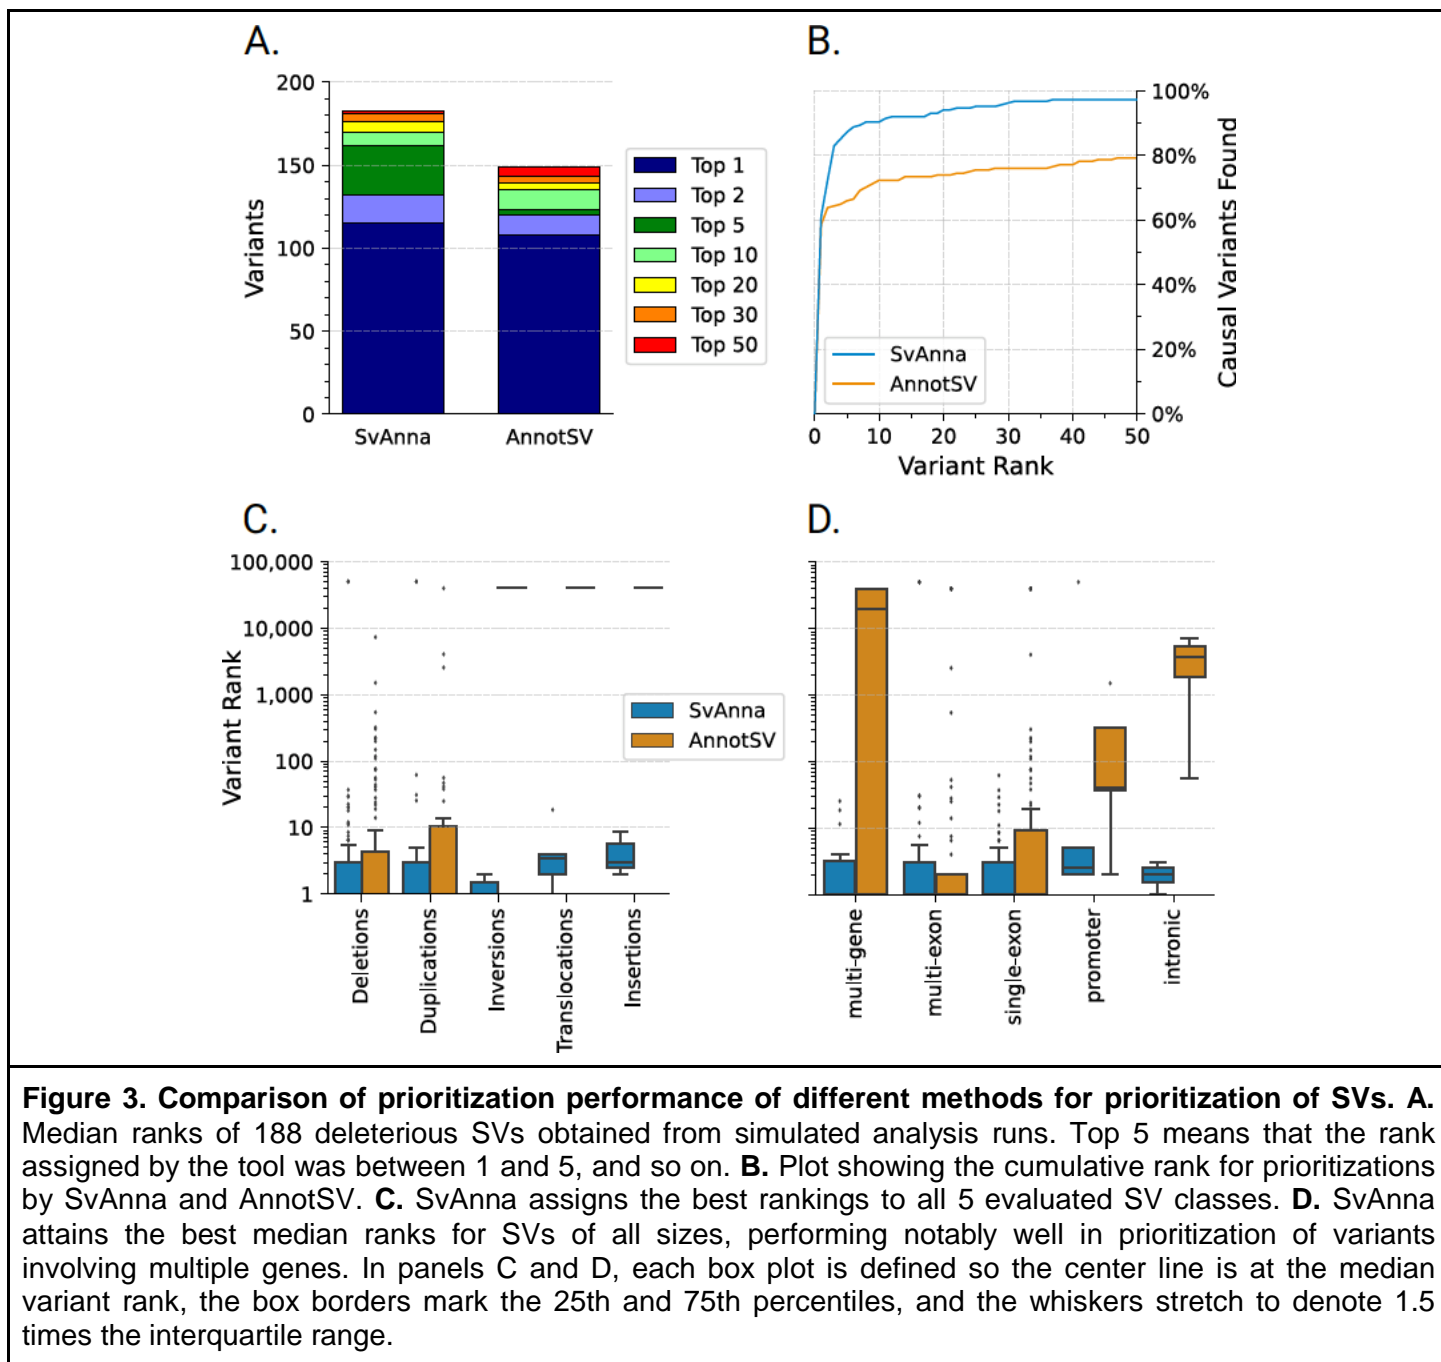 A.
200
150
100
50
0
Variants
SvAnna
AnnotSV
Top 1
Top 2
Top 5
Top 10
Top 20
Top 30
Top 50
B.
100%
80%
60%
40%
20%
0%
Causal Variants Found
SvAnna
AnnotSV
0 10 20 30 40 50
Variant Rank
C.
100,000
10,000
1,000
100
10
1
Variant Rank
Deletions
Duplications
Inversions
Translocations
Insertions
SvAnna
AnnotSV
D.
multi-gene
multi-exon
single-exon
promoter
intronic
Figure 3. Comparison of prioritization performance of different methods for prioritization of SVs. A.
Median ranks of 188 deleterious SVs obtained from simulated analysis runs. Top 5 means that the rank
assigned by the tool was between 1 and 5, and so on. B. Plot showing the cumulative rank for prioritizations
by SvAnna and AnnotSV. C. SvAnna assigns the best rankings to all 5 evaluated SV classes. D. SvAnna
attains the best median ranks for SVs of all sizes, performing notably well in prioritization of variants
involving multiple genes. In panels C and D, each box plot is defined so the center line is at the median
variant rank, the box borders mark the 25th and 75th percentiles, and the whiskers stretch to denote 1.5
times the interquartile range.